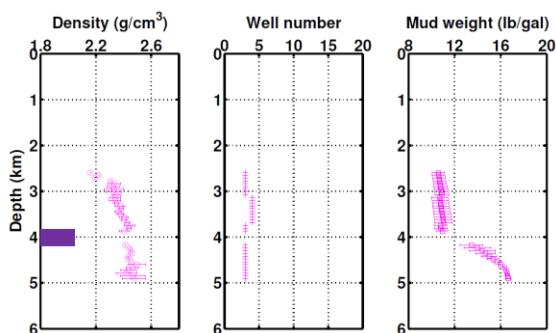 Density (g/cm³)
1.8 2.2 2.6
Well number
0 5 10 15 20
Mud weight (lb/gal)
8 12 16 20
Depth (km)
0 0 0
1 1 1
2 2 2
3 3 3
4 4 4
5 5 5
6 6 6